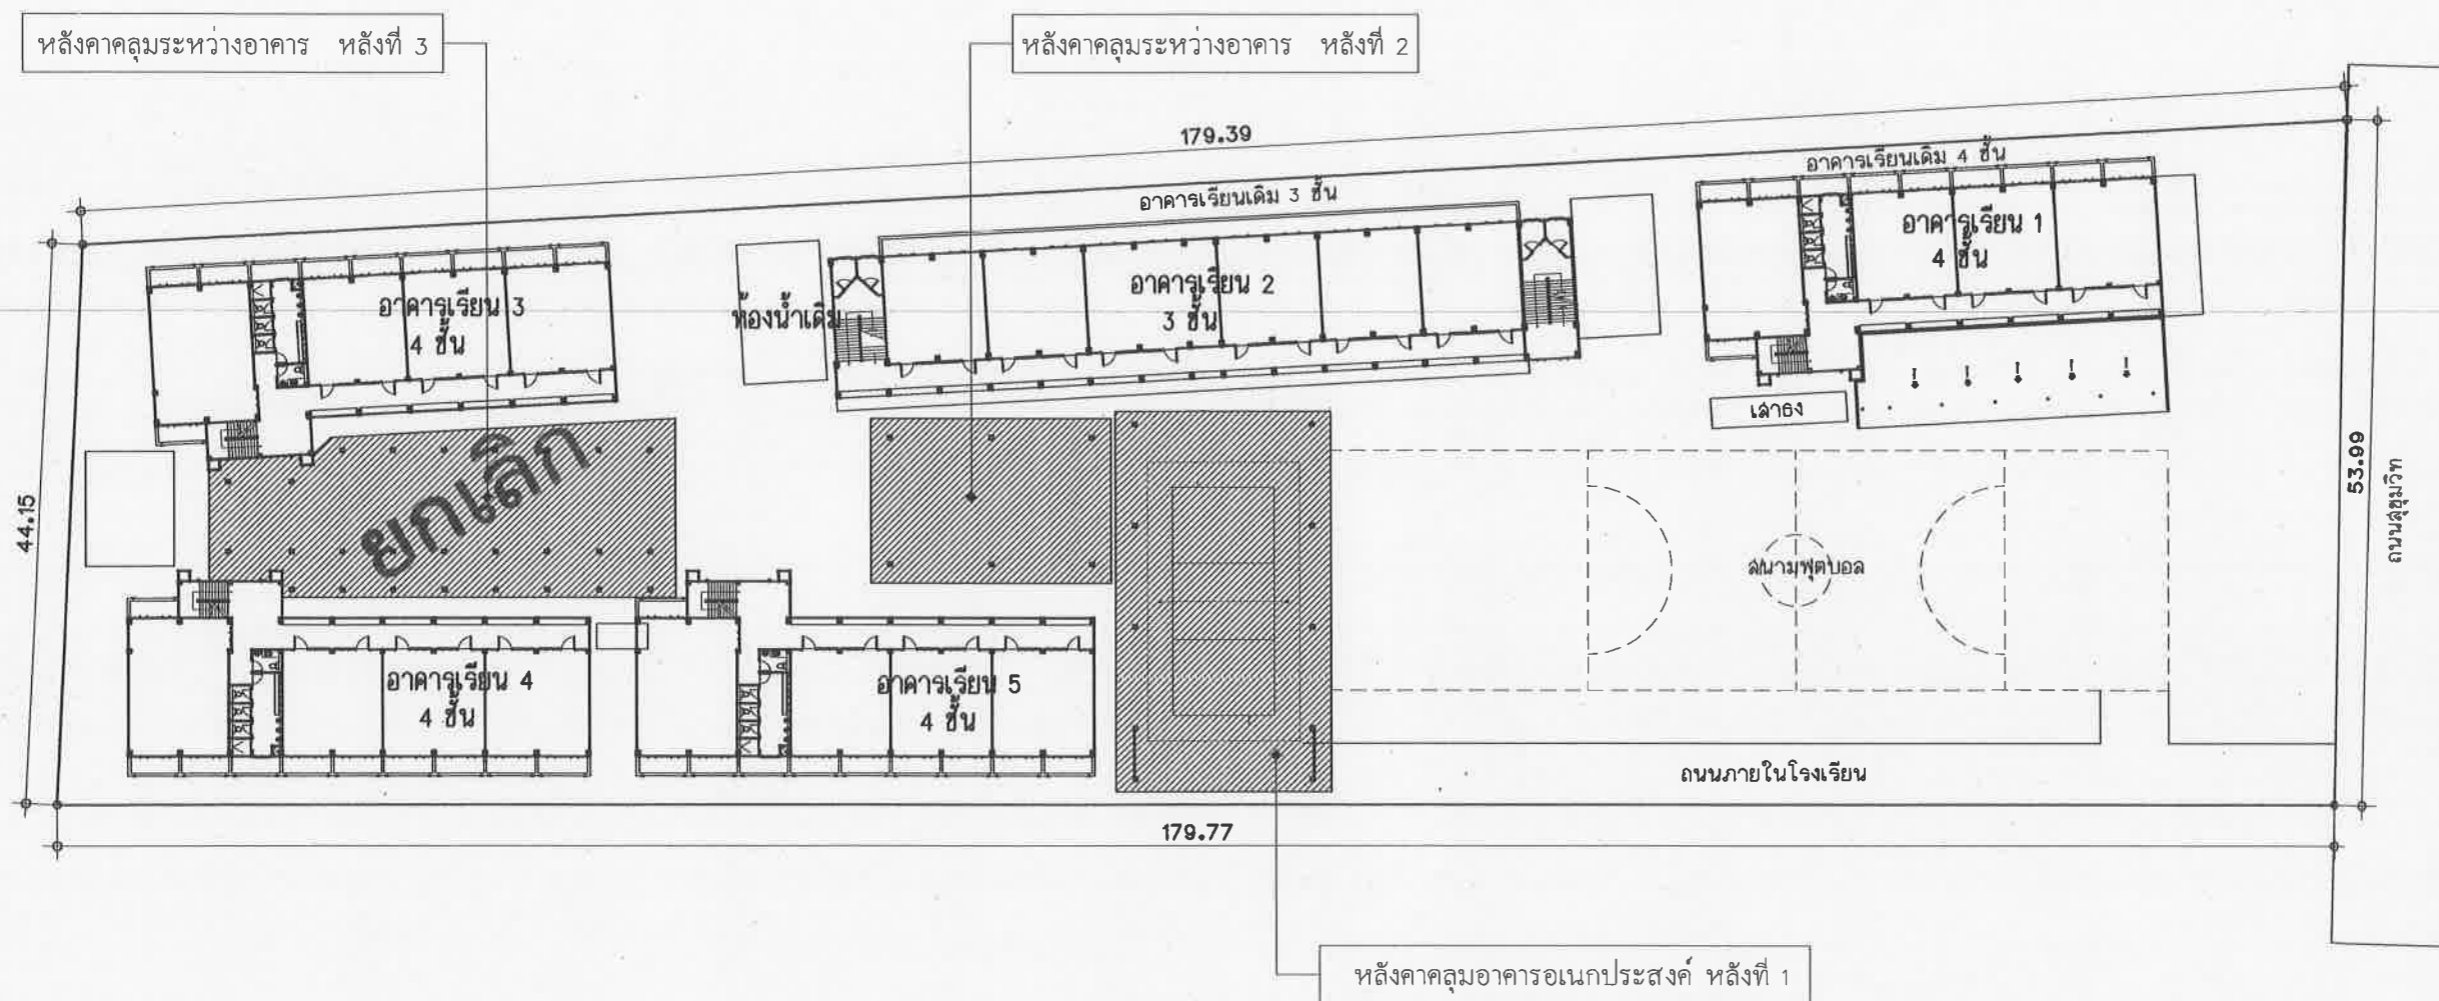 หลังคาคลุมระหว่างอาคาร หลังที่ 3
หลังคาคลุมระหว่างอาคาร หลังที่ 2
179.39
อาคารเรียนเดิม 4 ชั้น
อาคารเรียนเดิม 3 ชั้น
อาคารเรียน 1
4 ชั้น
อาคารเรียน 2
3 ชั้น
อาคารเรียน 3
4 ชั้น
ห้องน้ำเดิม
เสาธง
ยกเลิก
44.15
53.99
ถนนสุขุมวิท
สนามฟุตบอล
อาคารเรียน 4
4 ชั้น
อาคารเรียน 5
4 ชั้น
ถนนภายในโรงเรียน
179.77
หลังคาคลุมอาคารอเนกประสงค์ หลังที่ 1